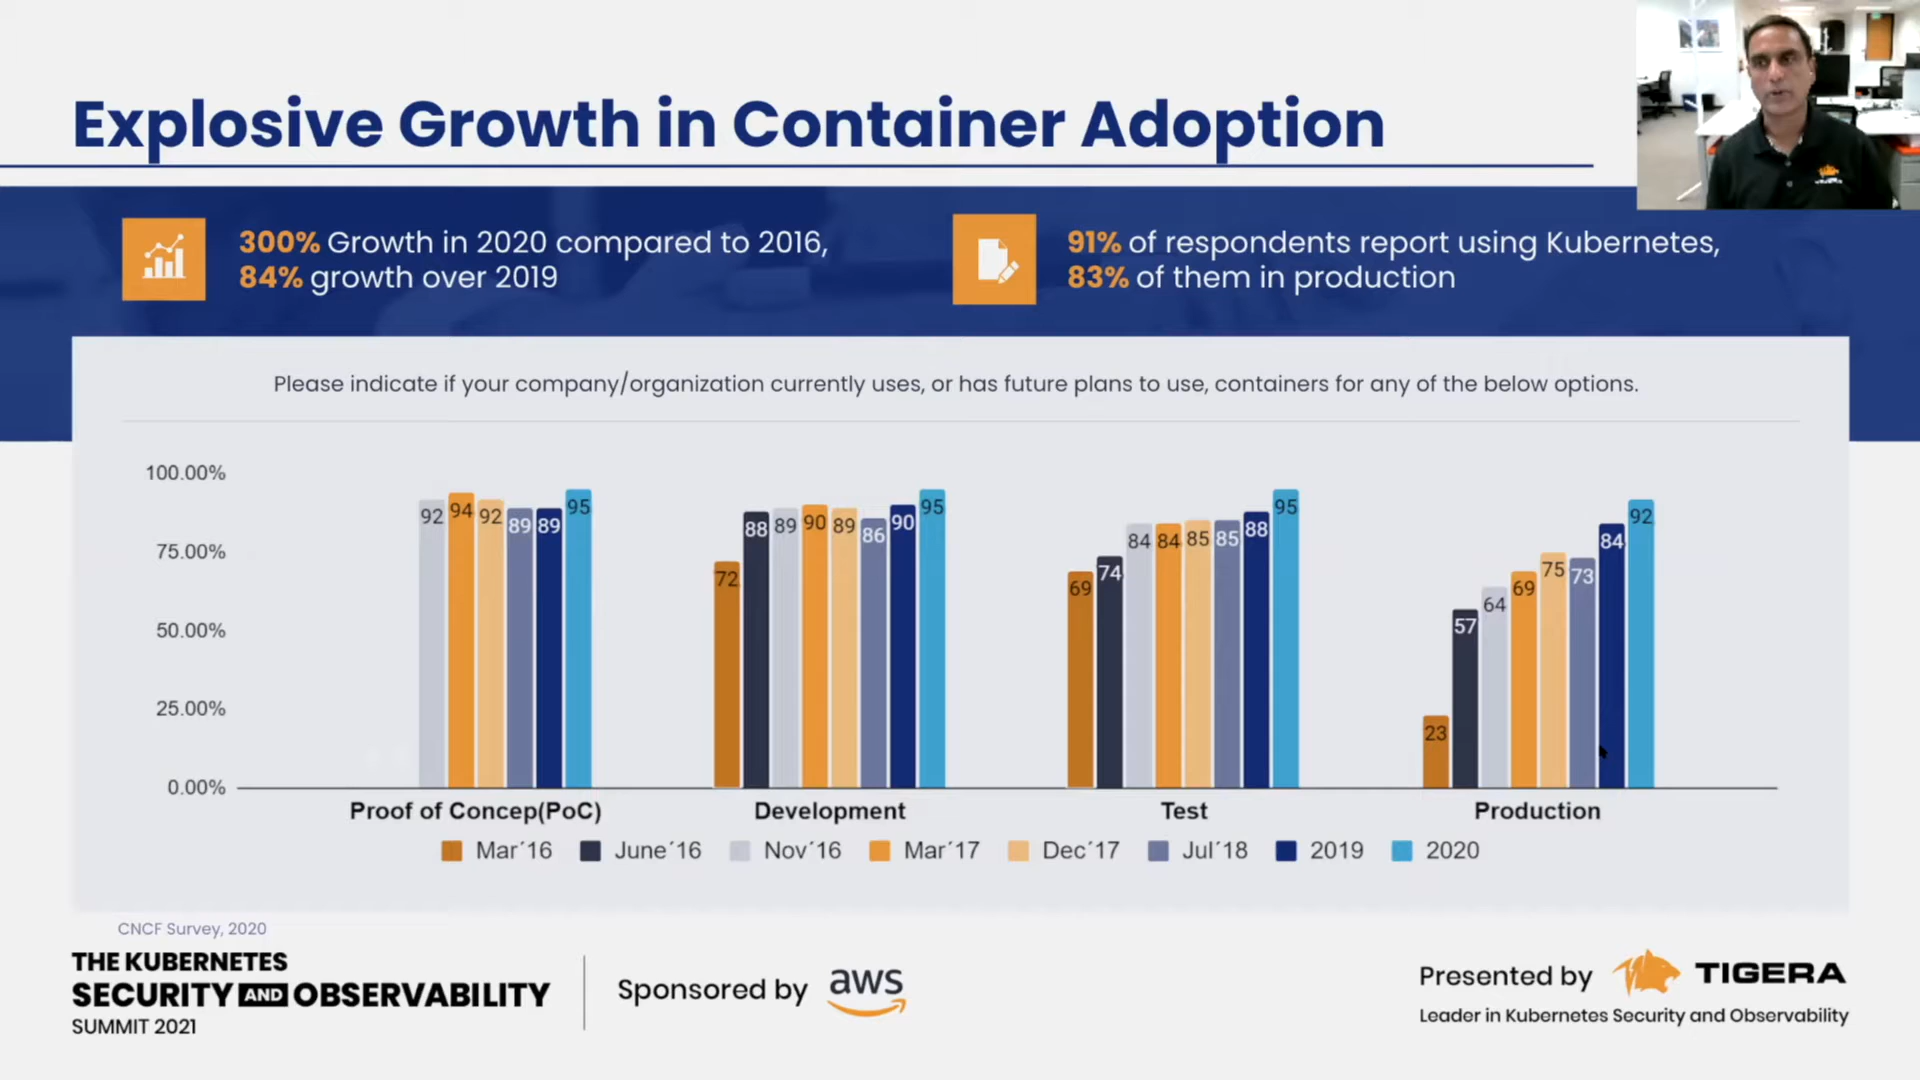 Explosive Growth in Container Adoption
300% Growth in 2020 compared to 2016,
84% growth over 2019
91% of respondents report using Kubernetes,
83% of them in production
Please indicate if your company/organization currently uses, or has future plans to use, containers for any of the below options.
100.00%
75.00%
50.00%
25.00%
0.00%
92 94 92 89 89 95
72 88 89 90 89 86 90 95
69 74 84 84 85 85 88 95
23 57 64 69 75 73 84 92
Proof of Concep(PoC) Development Test Production
Mar´16 June´16 Nov´16 Mar´17 Dec´17 Jul´18 2019 2020
CNCF Survey, 2020
THE KUBERNETES
SECURITY AND OBSERVABILITY
SUMMIT 2021
Sponsored by aws
Presented by TIGERA
Leader in Kubernetes Security and Observability